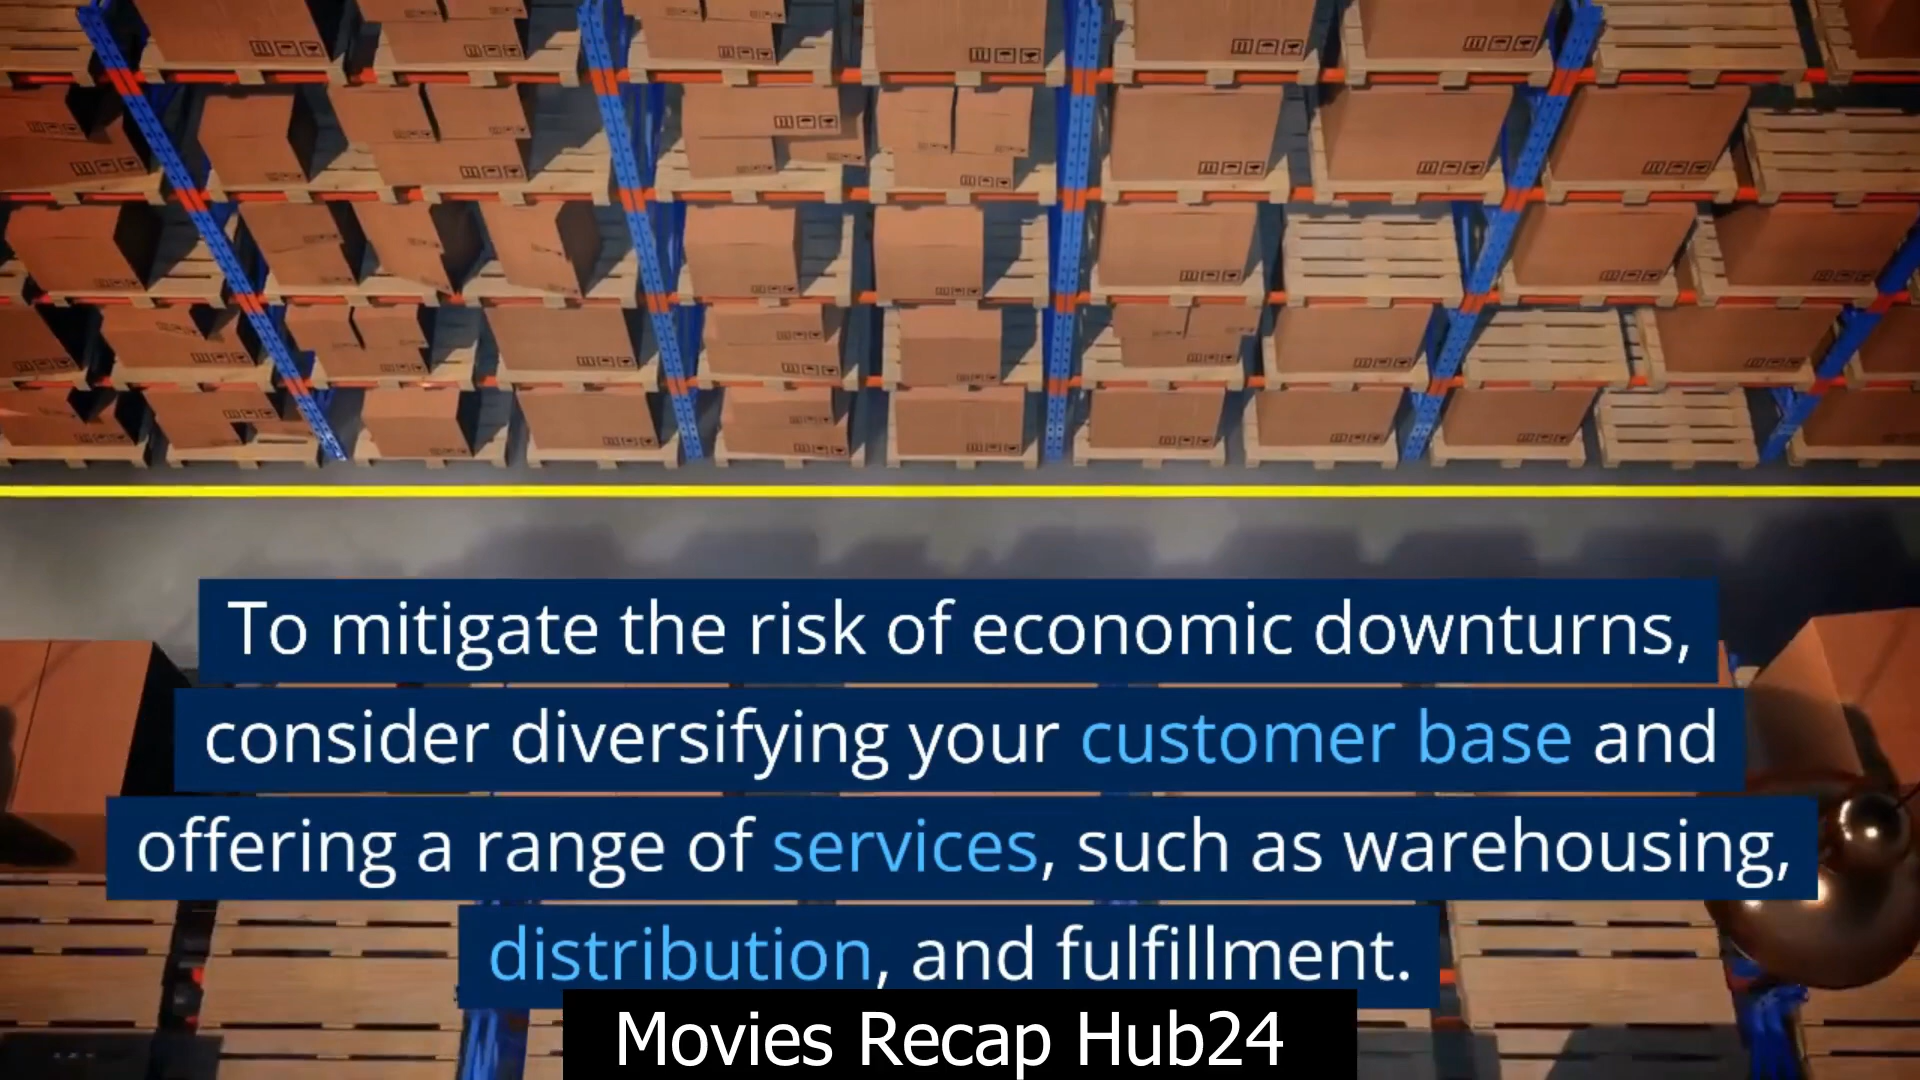 To mitigate the risk of economic downturns,
consider diversifying your customer base and
offering a range of services, such as warehousing,
distribution, and fulfillment.
Movies Recap Hub24